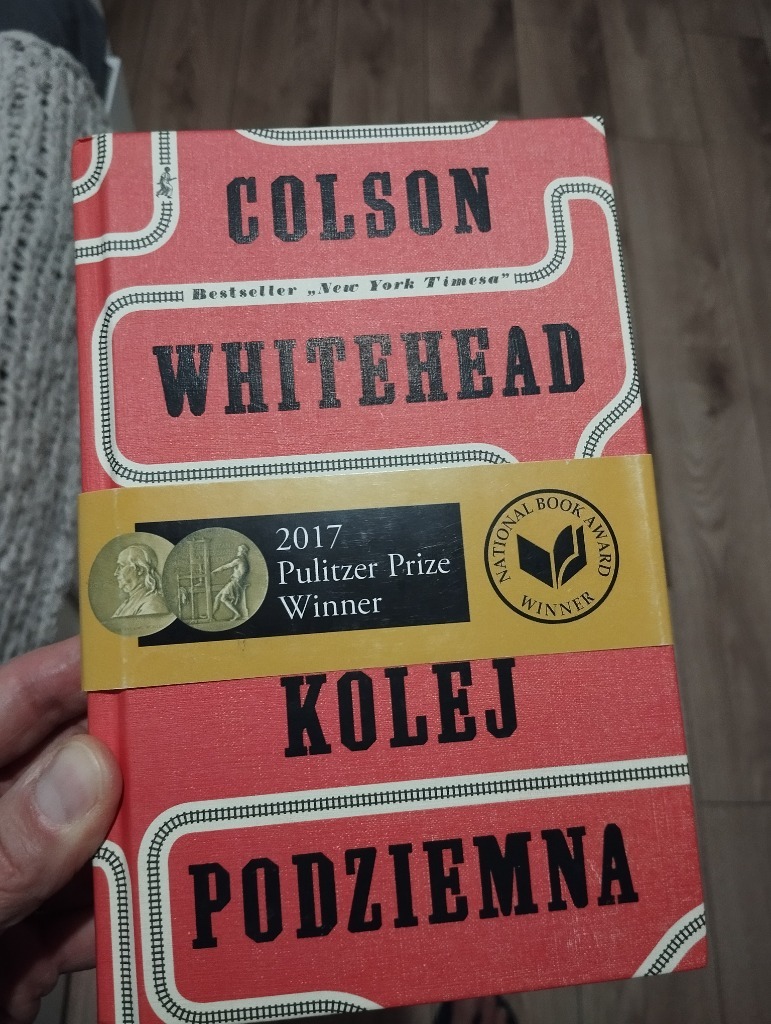 COLSON
Bestseller „New York Timesa”
WHITEHEAD
2017
Pulitzer Prize
Winner
NATIONAL BOOK AWARD
WINNER
KOLEJ
PODZIEMNA